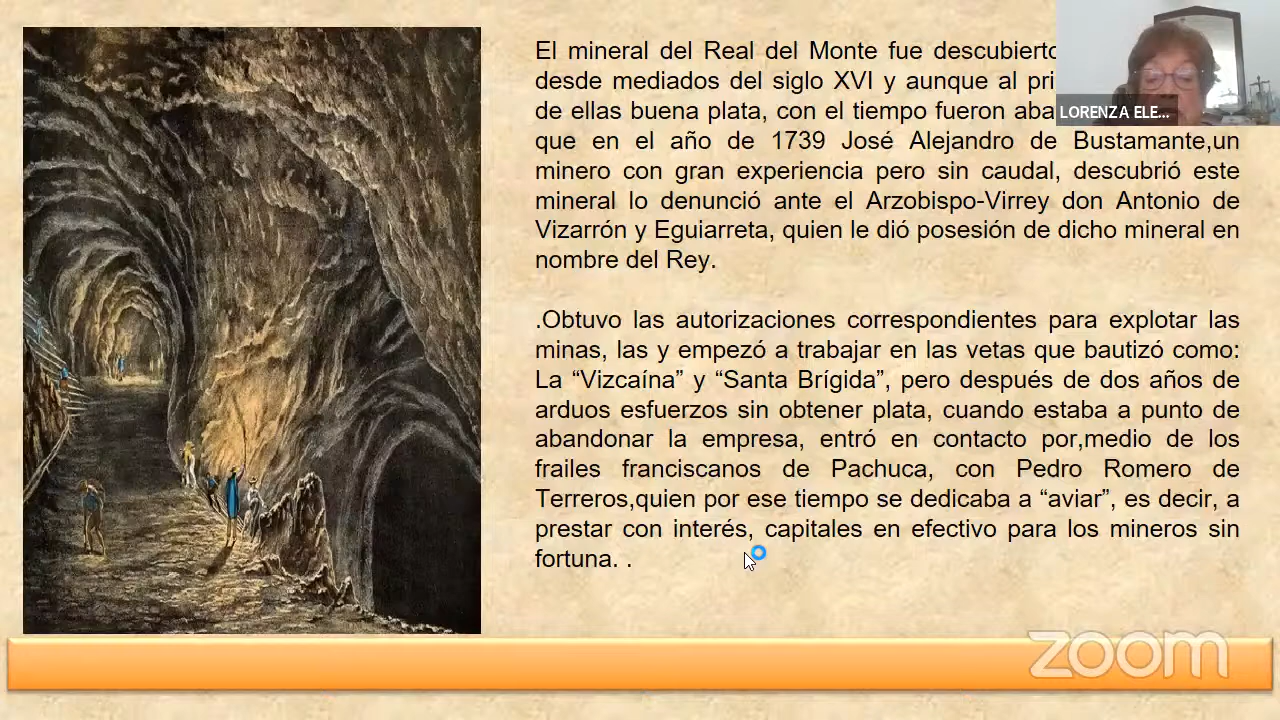 El mineral del Real del Monte fue descubierto
desde mediados del siglo XVI y aunque al
de ellas buena plata, con el tiempo fueron
que en el año de 1739 José Alejandro de Bustamante,un
minero con gran experiencia pero sin caudal, descubrió este
mineral lo denunció ante el Arzobispo-Virrey don Antonio de
Vizarrón y Eguiarreta, quien le dió posesión de dicho mineral en
nombre del Rey.
.Obtuvo las autorizaciones correspondientes para explotar las
minas, las y empezó a trabajar en las vetas que bautizó como:
La “Vizcaína” y “Santa Brígida”, pero después de dos años de
arduos esfuerzos sin obtener plata, cuando estaba a punto de
abandonar la empresa, entró en contacto por,medio de los
frailes franciscanos de Pachuca, con Pedro Romero de
Terreros,quien por ese tiempo se dedicaba a “aviar”, es decir, a
prestar con interés, capitales en efectivo para los mineros sin
fortuna. .
LORENZA ELE...
zoom